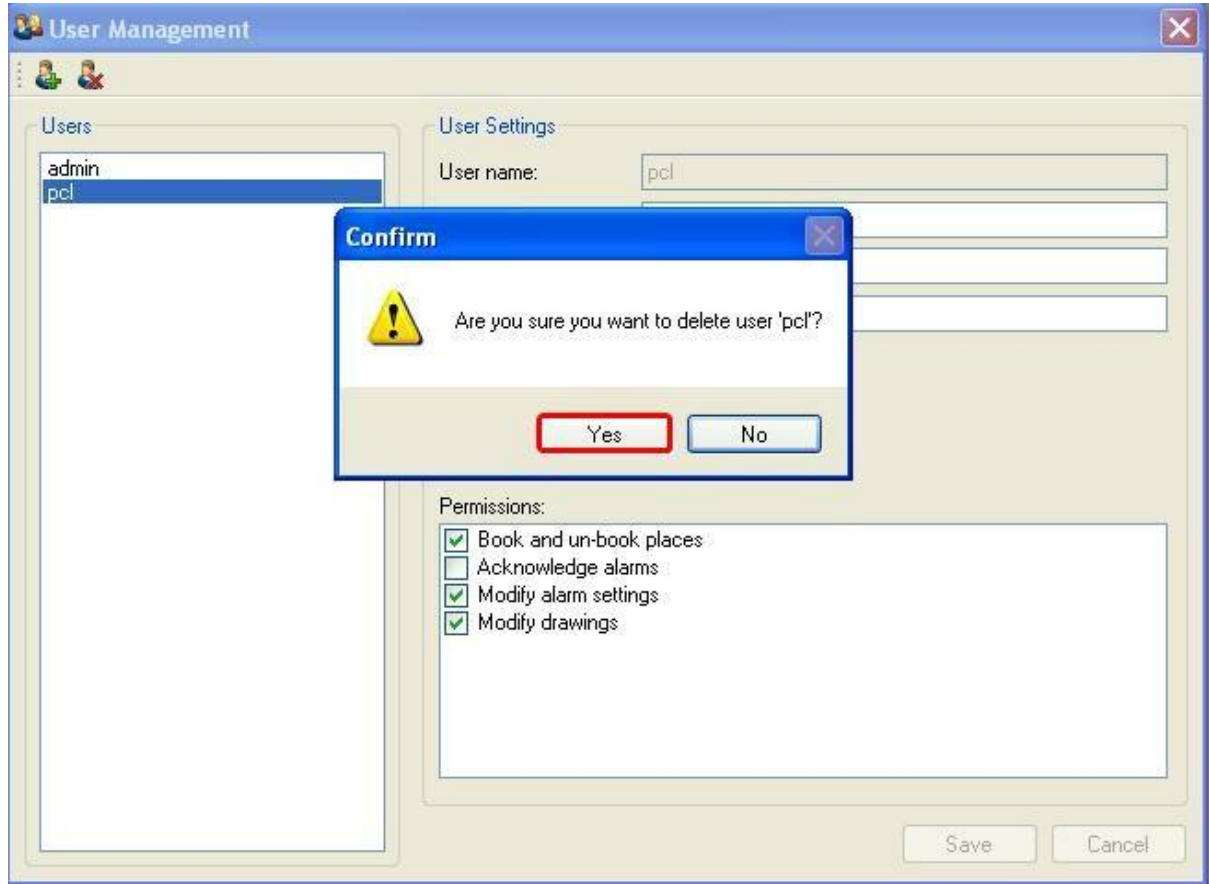 User Management
Users
admin
pcl
User Settings
User name:
pcl
Confirm
Are you sure you want to delete user 'pcl'?
Yes
No
Permissions:
Book and un-book places
Acknowledge alarms
Modify alarm settings
Modify drawings
Save
Cancel